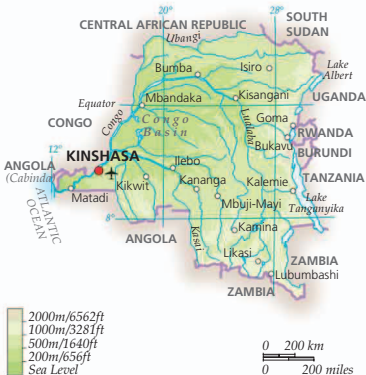 20°
28°
CENTRAL AFRICAN REPUBLIC
SOUTH
SUDAN
Ubangi
Bumba
Isiro
Lake
Albert
Kisangani
UGANDA
Equator
Mbandaka
Congo
CONGO
Congo
Basin
Lualaba
Goma
RWANDA
Bukavu
BURUNDI
12°
KINSHASA
ANGOLA
(Cabinda)
Ilebo
Kikwit
Kananga
Kalemie
TANZANIA
Matadi
Mbuji-Mayi
Lake
Tanganyika
ATLANTIC
OCEAN
8°
ANGOLA
Kasai
Kamina
Likasi
ZAMBIA
Lubumbashi
ZAMBIA
2000m/6562ft
1000m/3281ft
500m/1640ft
200m/656ft
Sea Level
0 200 km
0 200 miles